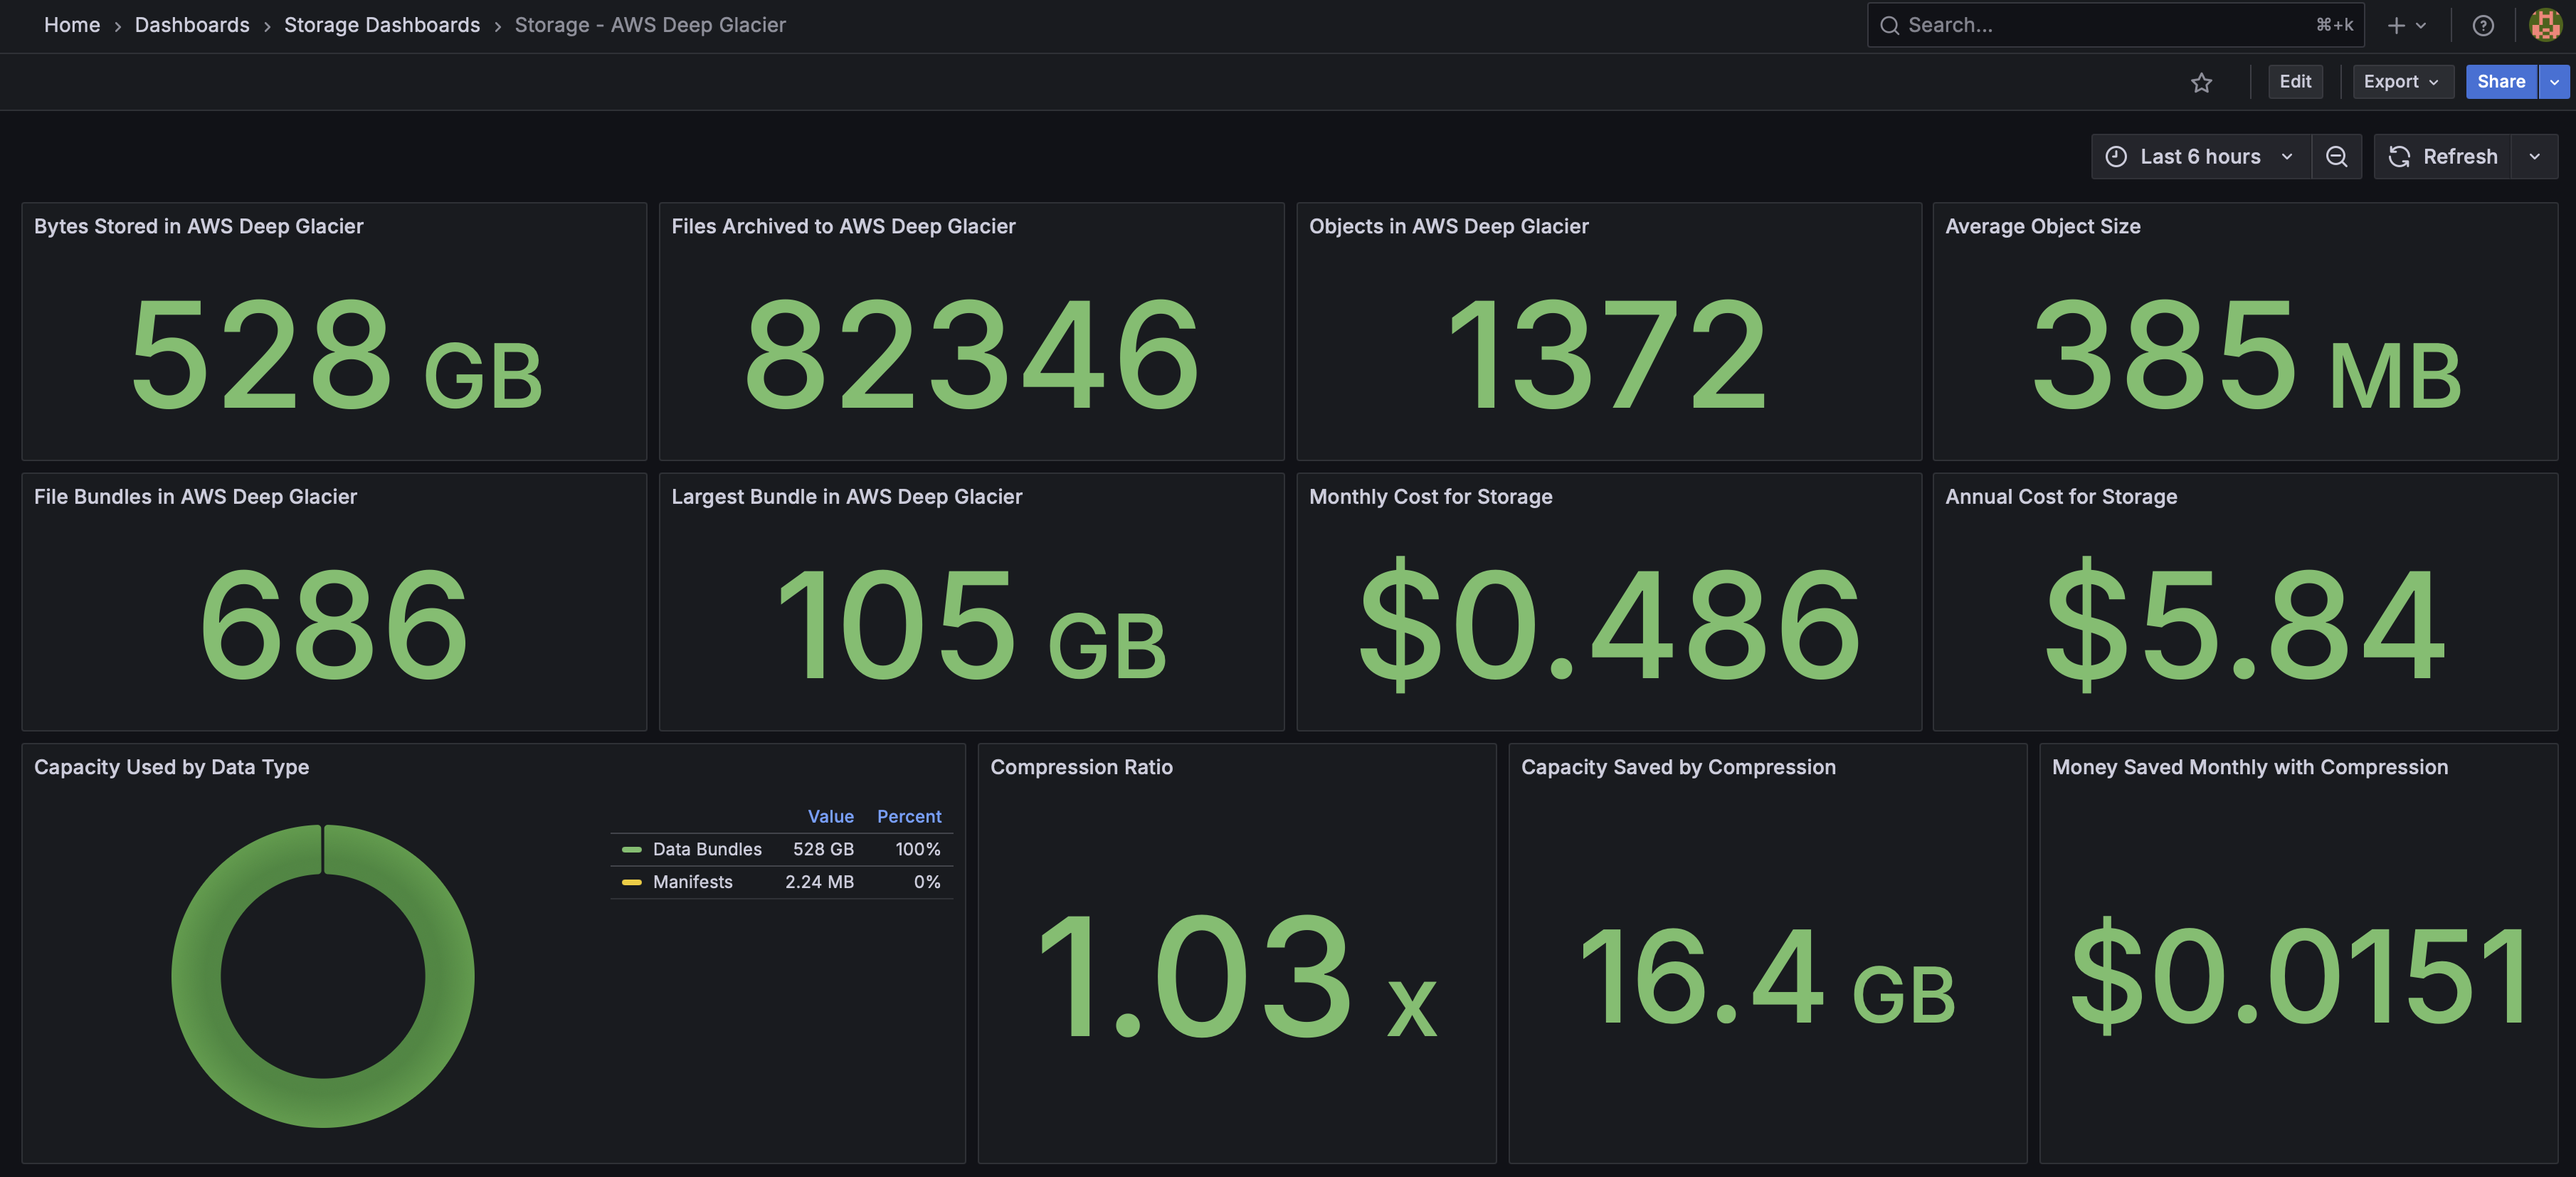 Home › Dashboards › Storage Dashboards › Storage - AWS Deep Glacier
Search... ⌘+k
Edit Export Share
Last 6 hours Refresh
Bytes Stored in AWS Deep Glacier
528 GB
Files Archived to AWS Deep Glacier
82346
Objects in AWS Deep Glacier
1372
Average Object Size
385 MB
File Bundles in AWS Deep Glacier
686
Largest Bundle in AWS Deep Glacier
105 GB
Monthly Cost for Storage
$0.486
Annual Cost for Storage
$5.84
Capacity Used by Data Type
Value Percent
Data Bundles 528 GB 100%
Manifests 2.24 MB 0%
Compression Ratio
1.03 x
Capacity Saved by Compression
16.4 GB
Money Saved Monthly with Compression
$0.0151